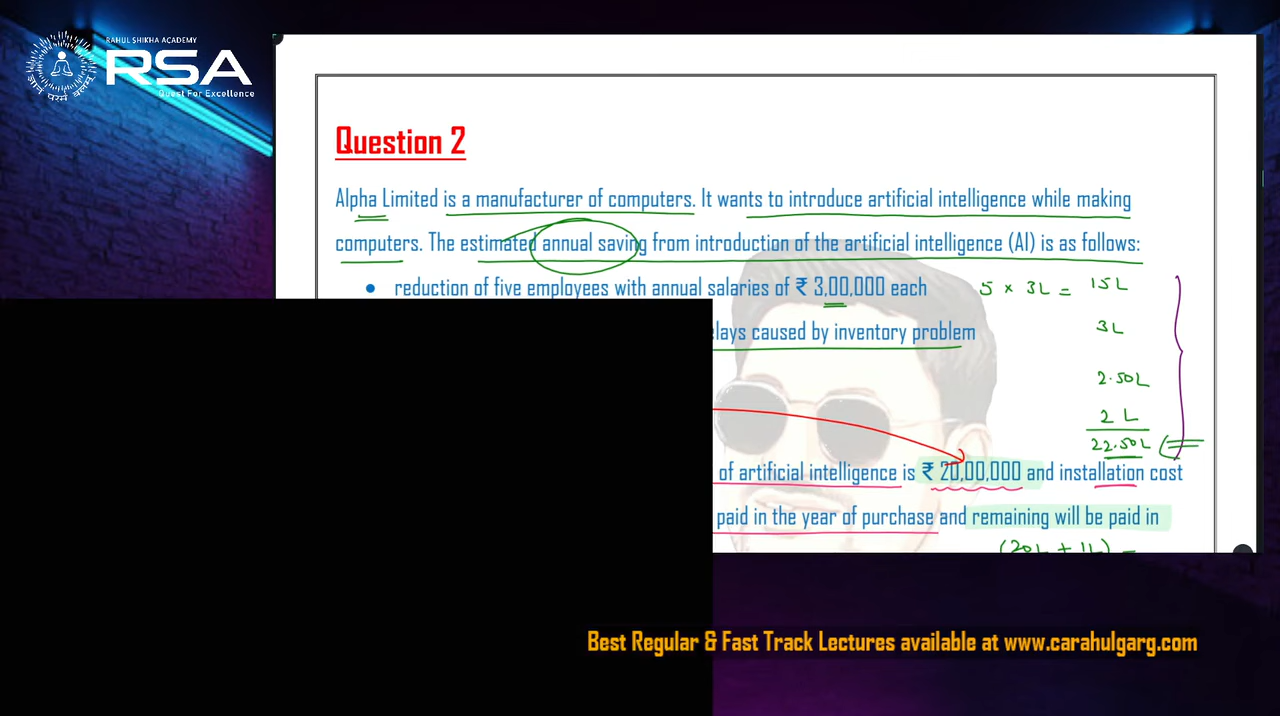 RAHUL SHIKHA ACADEMY
RSA
Quest For Excellence
ज्ञानं परमं बलम्
Question 2
Alpha Limited is a manufacturer of computers. It wants to introduce artificial intelligence while making
computers. The estimated annual saving from introduction of the artificial intelligence (AI) is as follows:
• reduction of five employees with annual salaries of ₹ 3,00,000 each 5 × 3L = 15L
elays caused by inventory problem 3L
2.50L
2 L
22.50L
of artificial intelligence is ₹ 20,00,000 and installation cost
paid in the year of purchase and remaining will be paid in
(20L + 1L) =
Best Regular & Fast Track Lectures available at www.carahulgarg.com